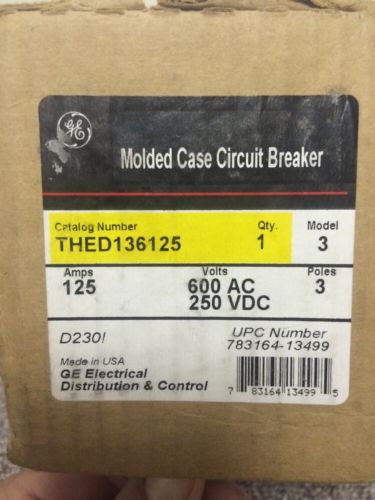 GE
Molded Case Circuit Breaker
Catalog Number Qty. Model
THED136125 1 3
Amps Volts Poles
125 600 AC 3
250 VDC
D230! UPC Number
783164-13499
Made in USA
GE Electrical
Distribution & Control
7 83164 13499 5